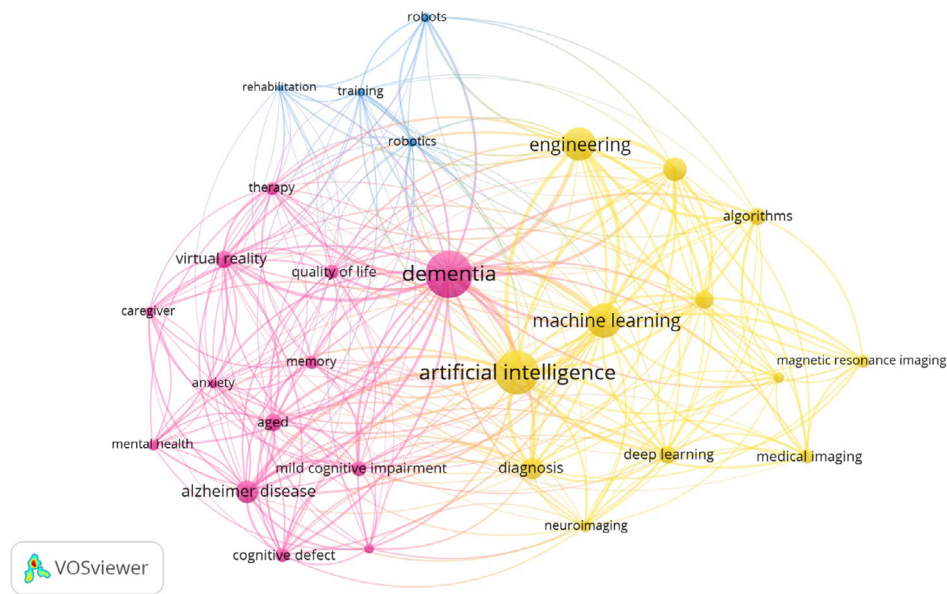 robots
rehabilitation
training
robotics
engineering
therapy
algorithms
virtual reality
quality of life
dementia
caregiver
machine learning
memory
magnetic resonance imaging
artificial intelligence
anxiety
aged
mental health
mild cognitive impairment
diagnosis
deep learning
medical imaging
alzheimer disease
neuroimaging
cognitive defect
VOSviewer